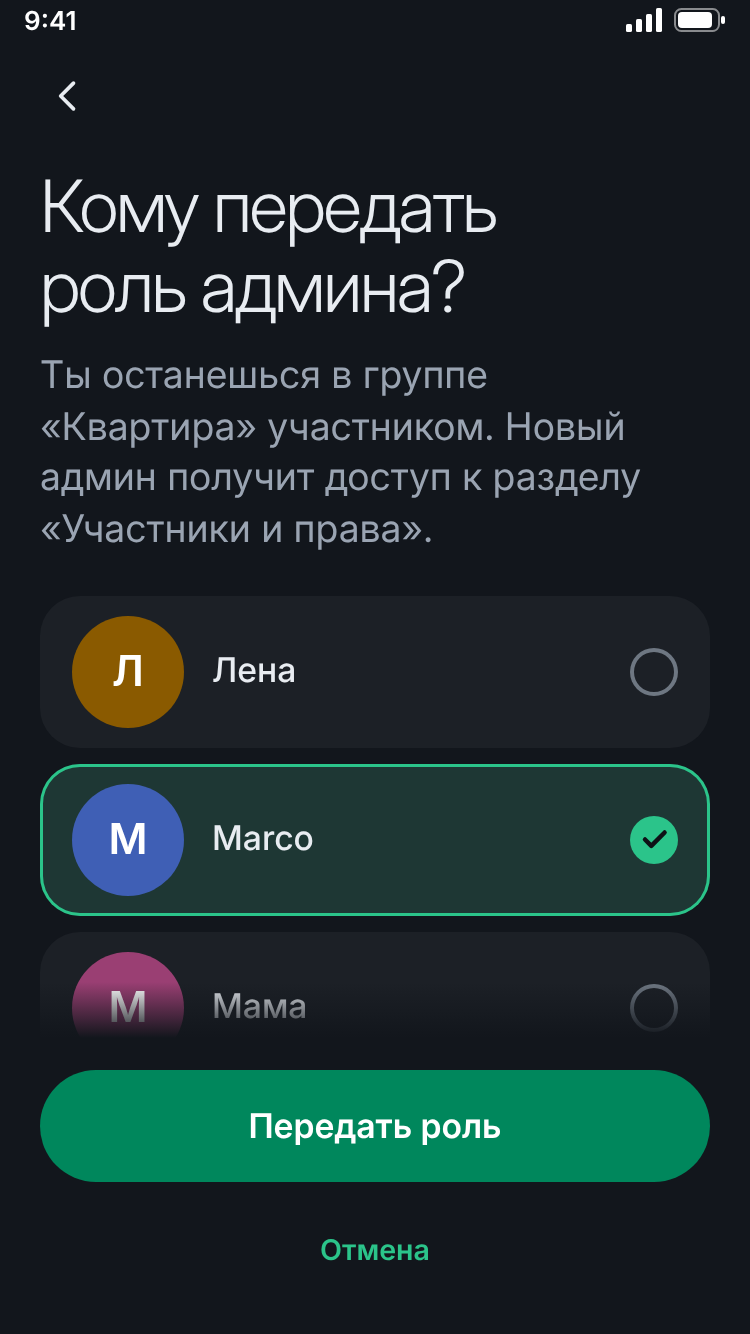 9:41
Кому передать
роль админа?
Ты останешься в группе
«Квартира» участником. Новый
админ получит доступ к разделу
«Участники и права».
Л
Лена
M
Marco
М
Мама
Передать роль
Отмена